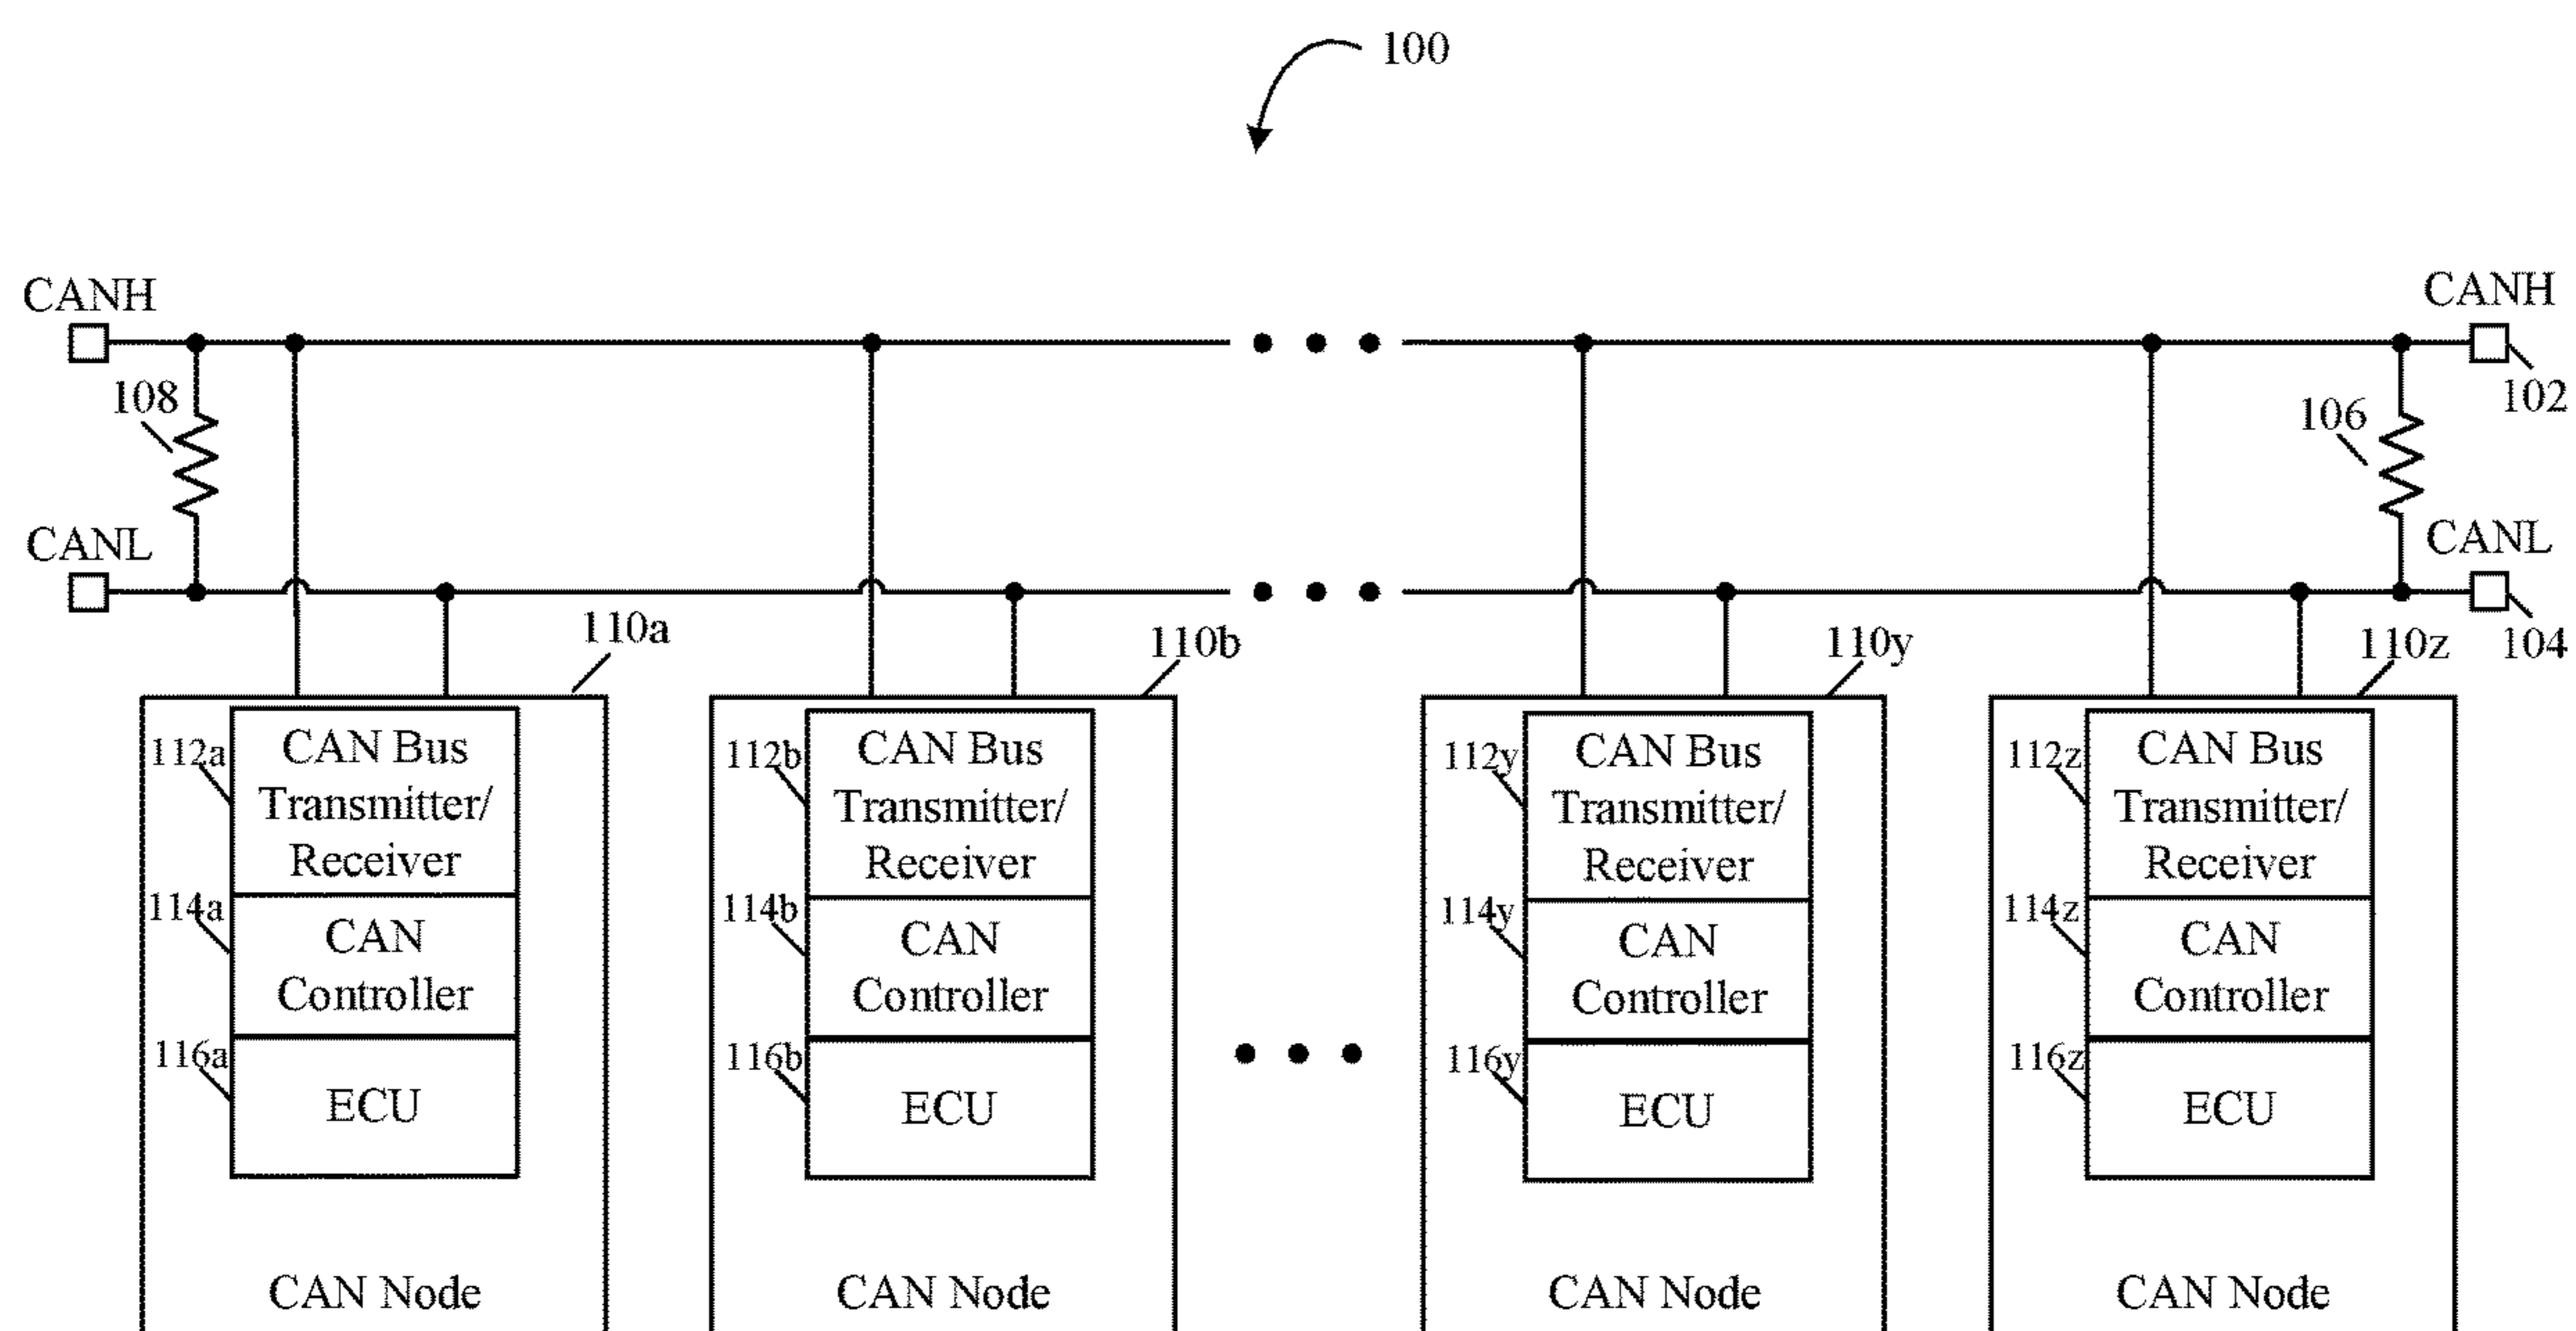 100
CANH
CANH
108
102
106
CANL
CANL
110a
110b
110y
110z
104
112a
CAN Bus
Transmitter/
Receiver
114a
CAN
Controller
116a
ECU
CAN Node
112b
CAN Bus
Transmitter/
Receiver
114b
CAN
Controller
116b
ECU
CAN Node
112y
CAN Bus
Transmitter/
Receiver
114y
CAN
Controller
116y
ECU
CAN Node
112z
CAN Bus
Transmitter/
Receiver
114z
CAN
Controller
116z
ECU
CAN Node